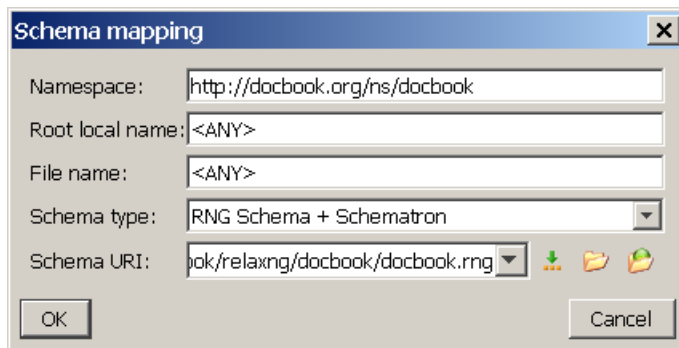 Schema mapping
Namespace: http://docbook.org/ns/docbook
Root local name: <ANY>
File name: <ANY>
Schema type: RNG Schema + Schematron
Schema URI: ook/relaxng/docbook/docbook.rng
OK Cancel